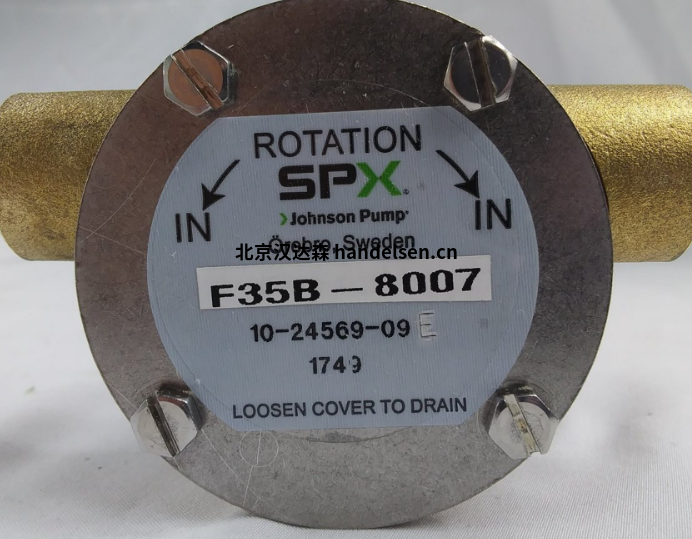 ROTATION
SPX®
IN
IN
Johnson Pump®
Örebro, Sweden
北京汉达森 handelsen.cn
F35B-8007
10-24569-09 E
1749
LOOSEN COVER TO DRAIN